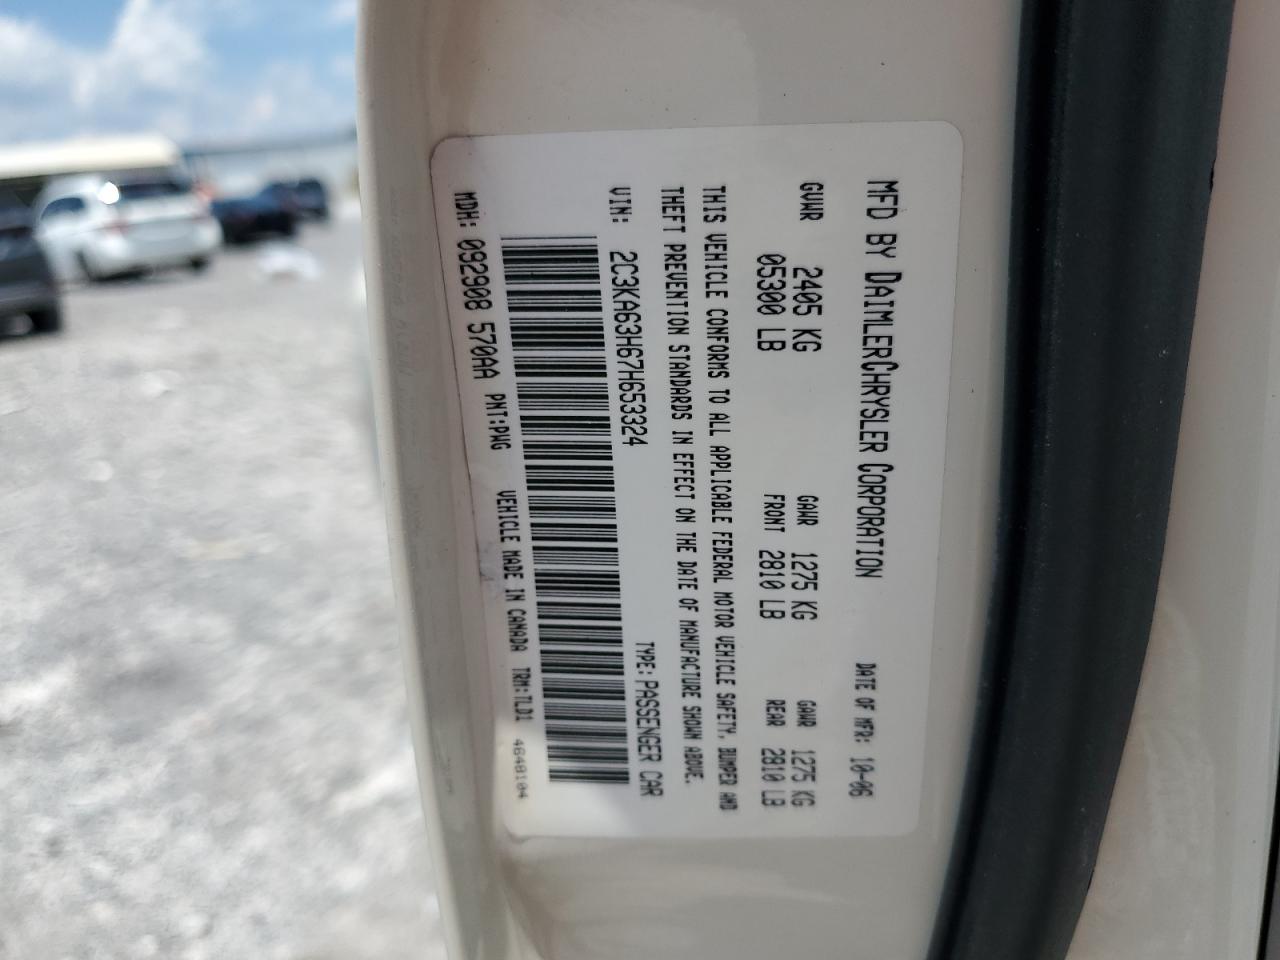 MFD BY DAIMLERCHRYSLER CORPORATION DATE OF MFR: 10-06
GVWR 2405 KG GAWR 1275 KG GAWR 1275 KG
05300 LB FRONT 2810 LB REAR 2810 LB
THIS VEHICLE CONFORMS TO ALL APPLICABLE FEDERAL MOTOR VEHICLE SAFETY, BUMPER AND
THEFT PREVENTION STANDARDS IN EFFECT ON THE DATE OF MANUFACTURE SHOWN ABOVE.
VIN: 2C3KA63H67H653324 TYPE: PASSENGER CAR
MDH: 092908 570AA PNT:PWG VEHICLE MADE IN CANADA TRM:TLD1 4648104